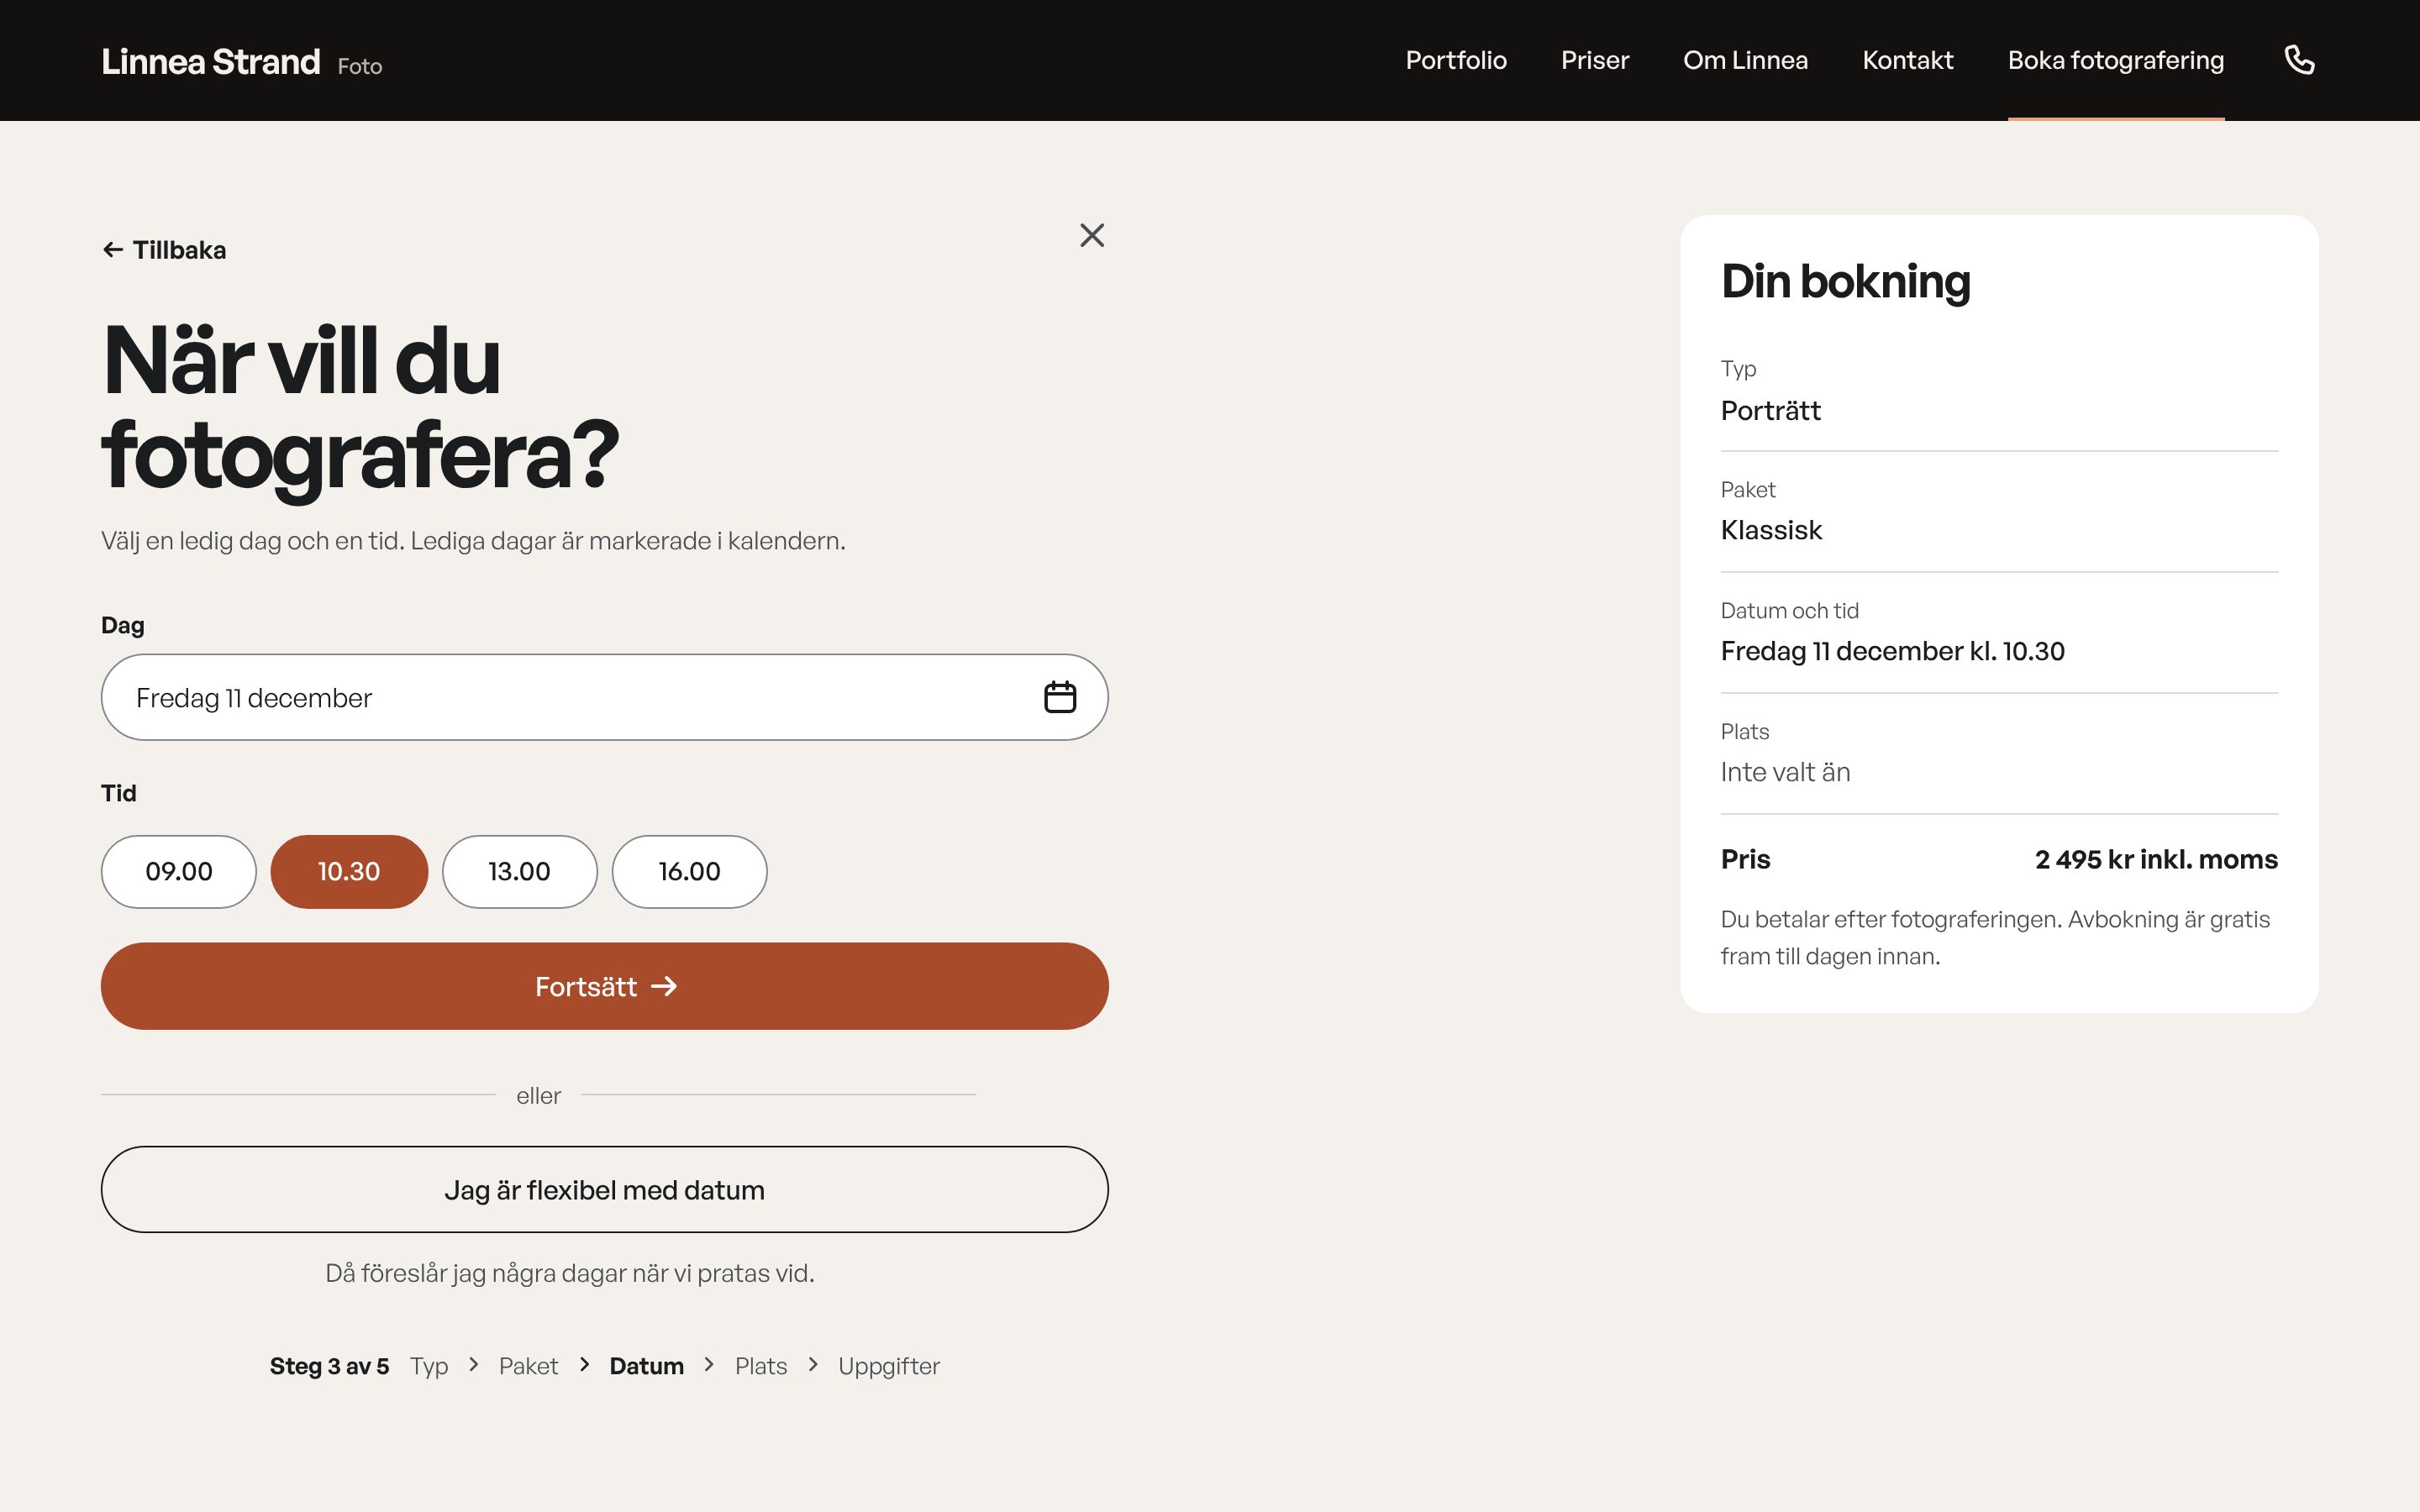 Linnea Strand Foto
Portfolio Priser Om Linnea Kontakt Boka fotografering
Tillbaka
När vill du
fotografera?
Välj en ledig dag och en tid. Lediga dagar är markerade i kalendern.
Dag
Fredag 11 december
Tid
09.00 10.30 13.00 16.00
Fortsätt
eller
Jag är flexibel med datum
Då föreslår jag några dagar när vi pratas vid.
Steg 3 av 5 Typ Paket Datum Plats Uppgifter
Din bokning
Typ
Porträtt
Paket
Klassisk
Datum och tid
Fredag 11 december kl. 10.30
Plats
Inte valt än
Pris 2 495 kr inkl. moms
Du betalar efter fotograferingen. Avbokning är gratis
fram till dagen innan.